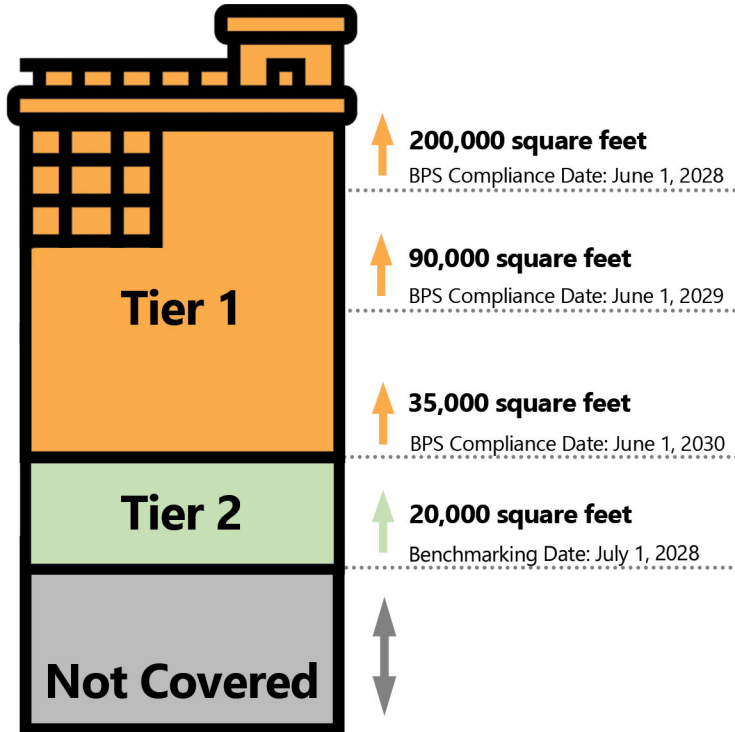 200,000 square feet
BPS Compliance Date: June 1, 2028
90,000 square feet
BPS Compliance Date: June 1, 2029
Tier 1
35,000 square feet
BPS Compliance Date: June 1, 2030
Tier 2
20,000 square feet
Benchmarking Date: July 1, 2028
Not Covered